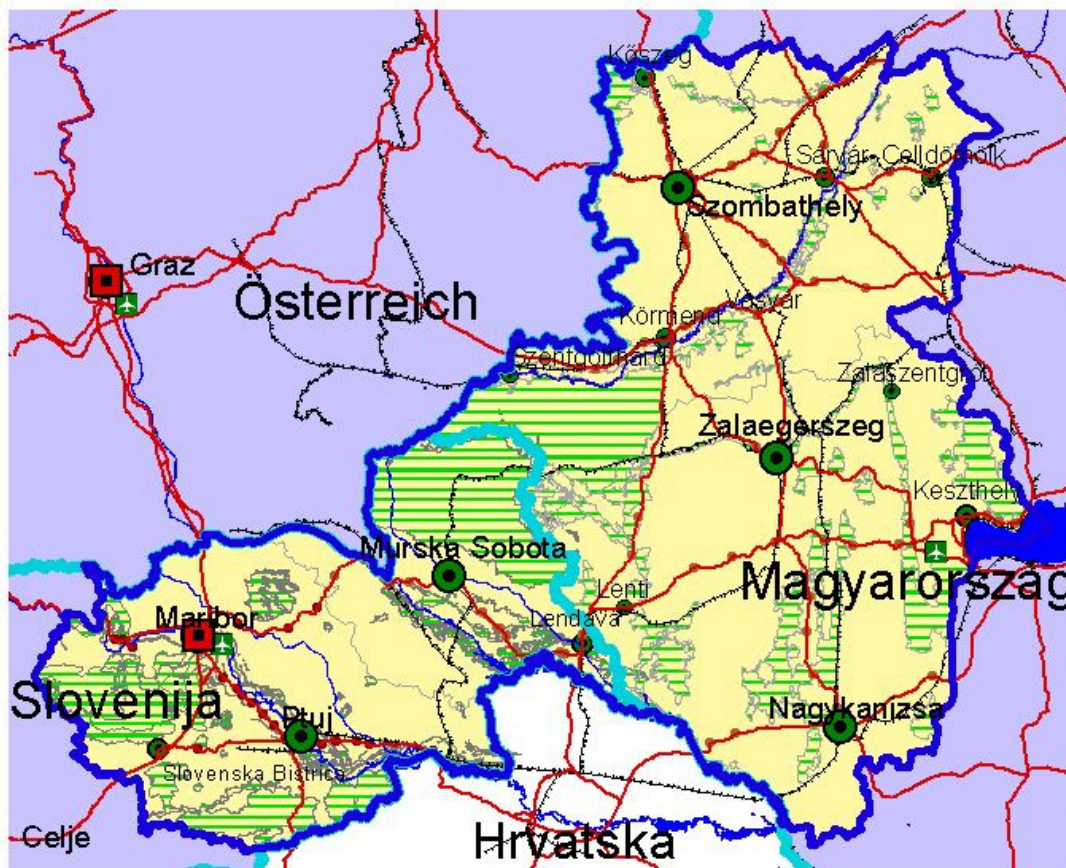 Kőszeg
Sárvár
Celldömölk
Szombathely
Graz
Österreich
Vasvár
Körmend
Szentgotthárd
Zalaszentgrót
Zalaegerszeg
Keszthely
Murska Sobota
Magyarország
Lenti
Maribor
Lendava
Slovenija
Ptuj
Nagykanizsa
Slovenska Bistrica
Celje
Hrvatska